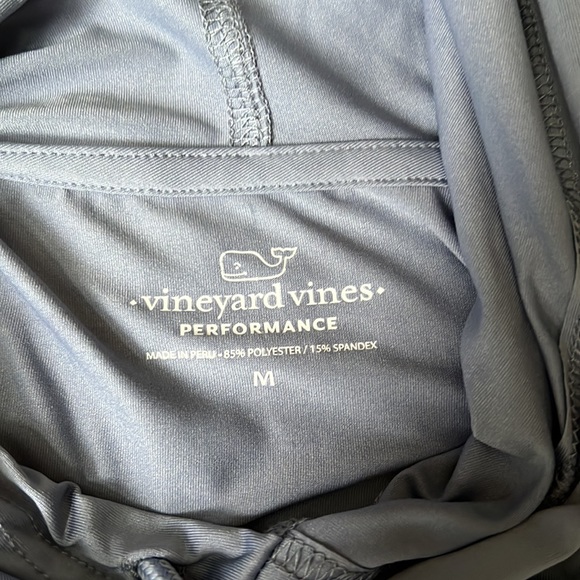 vineyard vines
PERFORMANCE
MADE IN PERU - 85% POLYESTER / 15% SPANDEX
M